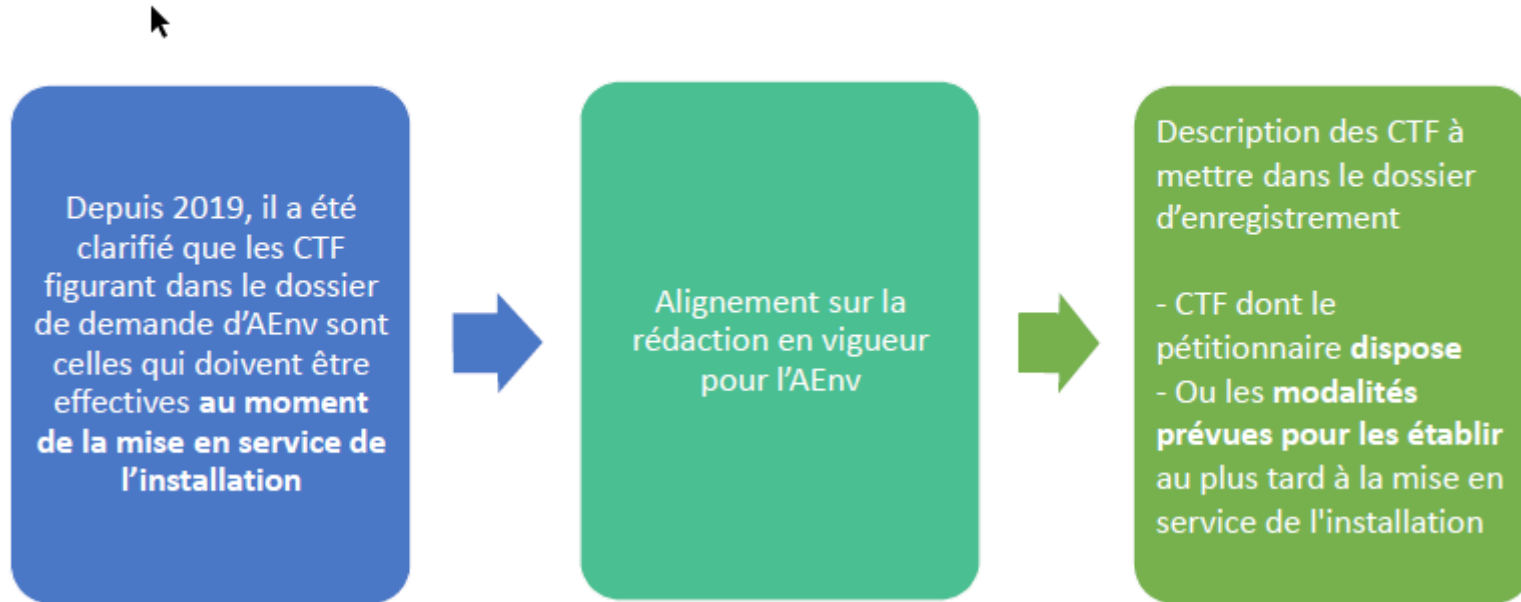 Depuis 2019, il a été
clarifié que les CTF
figurant dans le dossier
de demande d’AEnv sont
celles qui doivent être
effectives au moment
de la mise en service de
l’installation
Alignement sur la
rédaction en vigueur
pour l’AEnv
Description des CTF à
mettre dans le dossier
d’enregistrement
- CTF dont le
pétitionnaire dispose
- Ou les modalités
prévues pour les établir
au plus tard à la mise en
service de l'installation